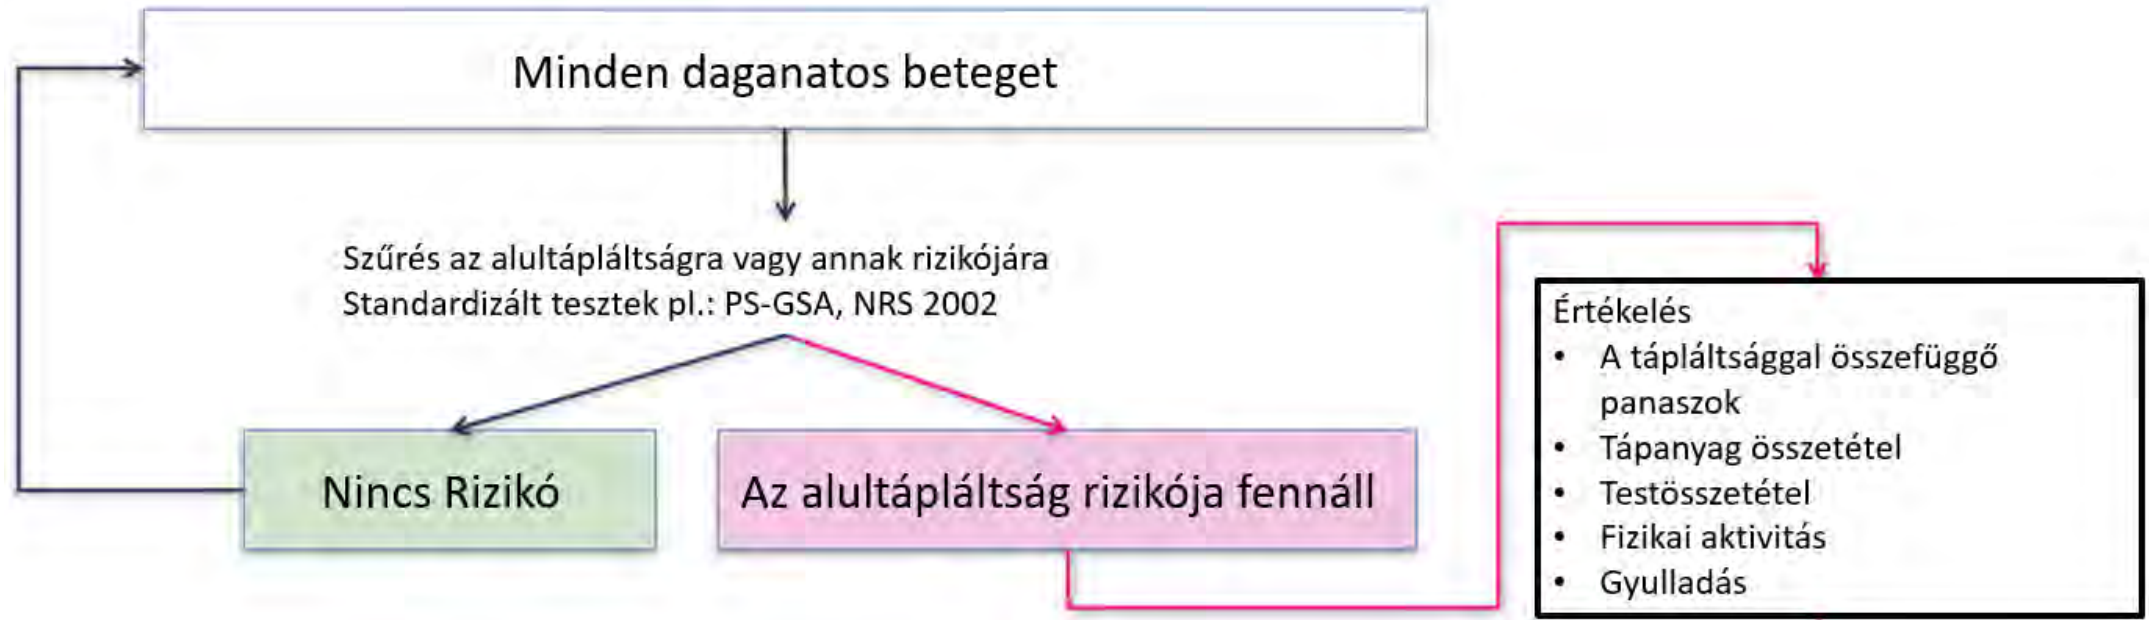 Minden daganatos beteget
Szűrés az alultápláltságra vagy annak rizikójára
Standardizált tesztek pl.: PS-GSA, NRS 2002
Nincs Rizikó
Az alultápláltság rizikója fennáll
Értékelés
• A tápláltsággal összefüggő
panaszok
• Tápanyag összetétel
• Testösszetétel
• Fizikai aktivitás
• Gyulladás